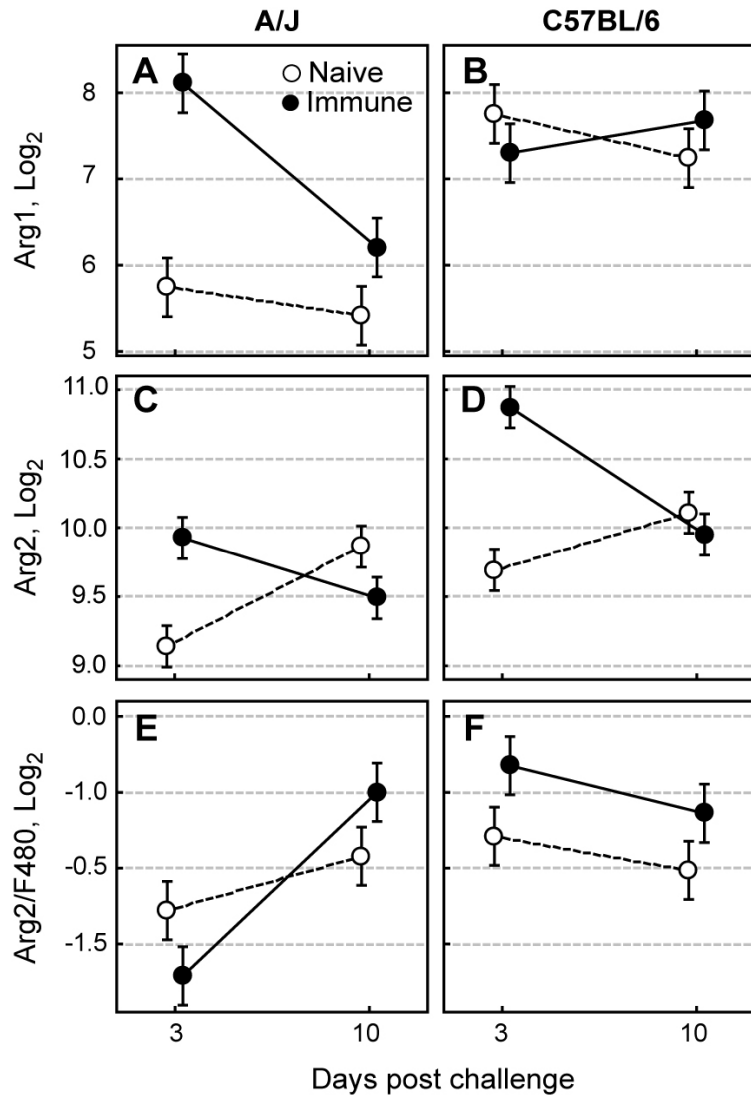 A/J C57BL/6
A
Naive
Immune
B
8
7
6
5
Arg1, Log2
C
D
11.0
10.5
10.0
9.5
9.0
Arg2, Log2
E
F
0.0
-1.0
-0.5
-1.5
Arg2/F480, Log2
3 10 3 10
Days post challenge